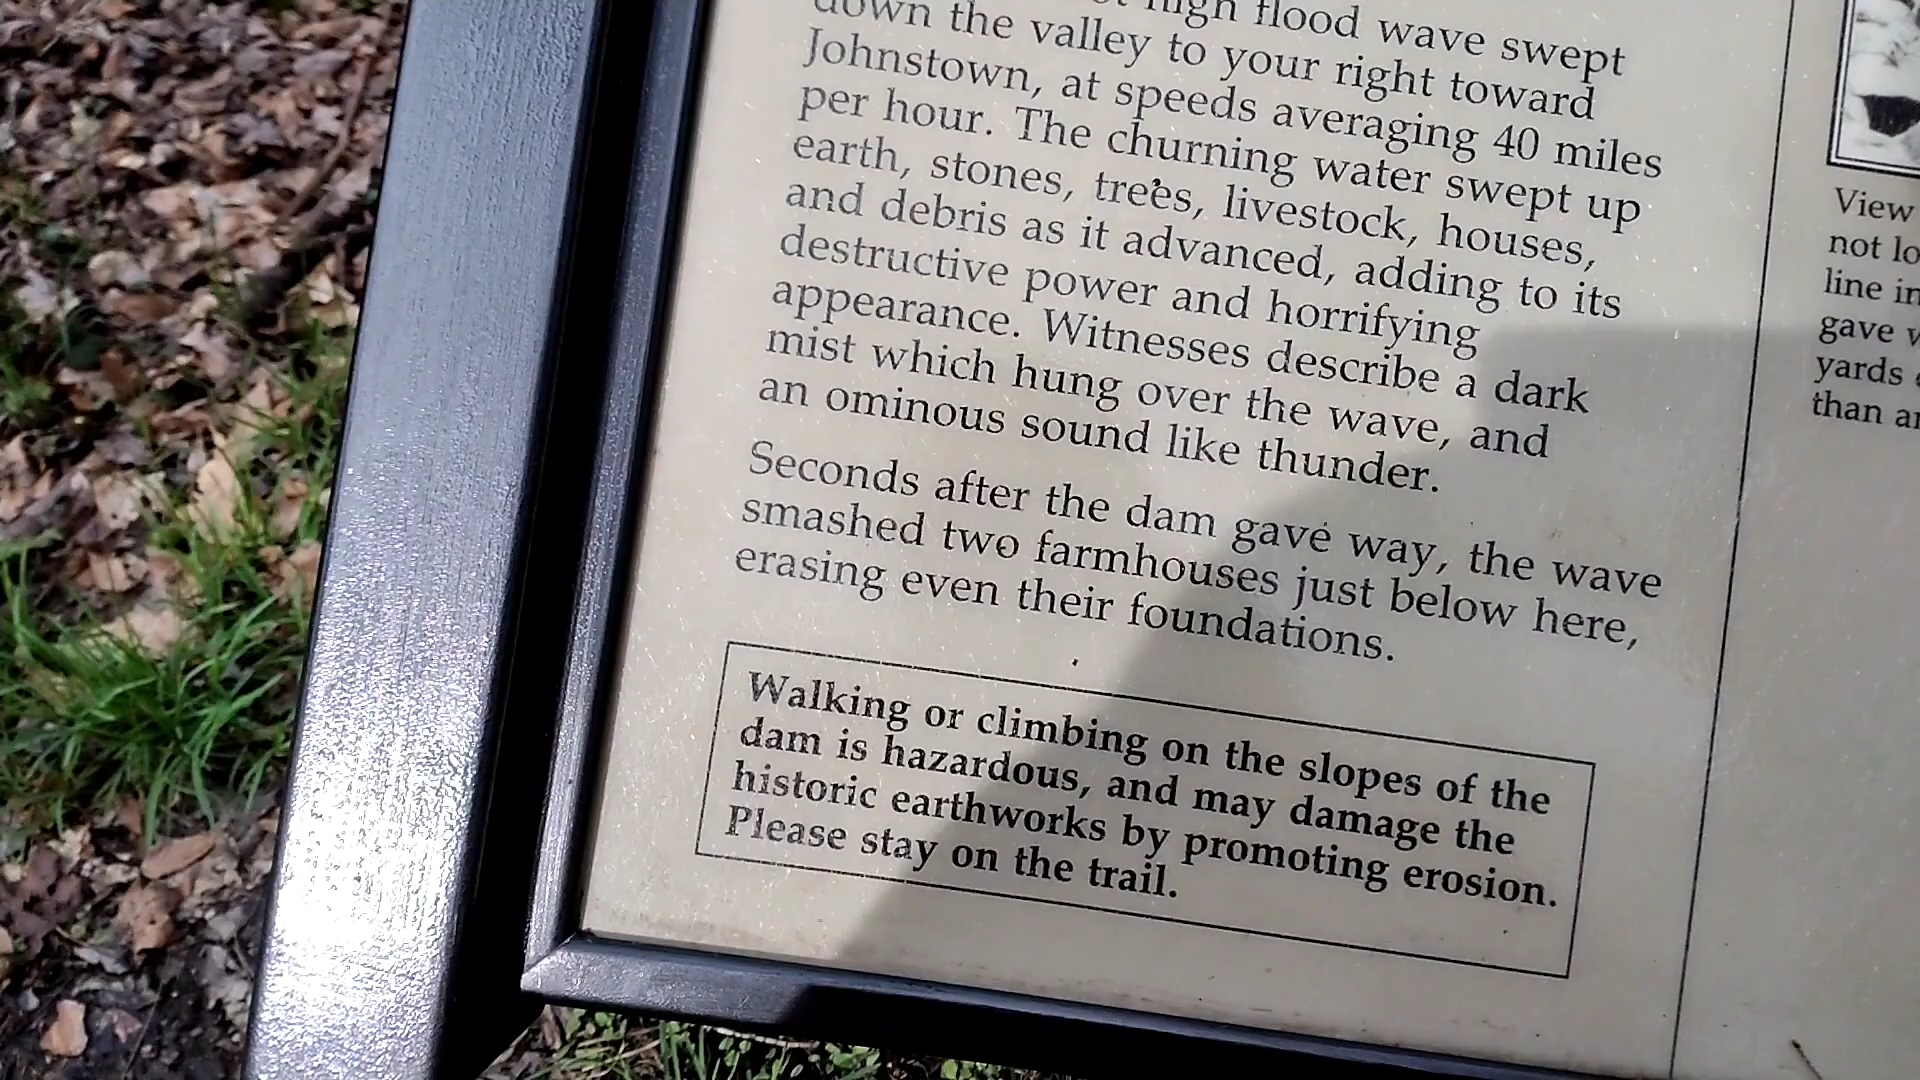 high flood wave swept
down the valley to your right toward
Johnstown, at speeds averaging 40 miles
per hour. The churning water swept up
earth, stones, trees, livestock, houses,
and debris as it advanced, adding to its
destructive power and horrifying
appearance. Witnesses describe a dark
mist which hung over the wave, and
an ominous sound like thunder.
Seconds after the dam gave way, the wave
smashed two farmhouses just below here,
erasing even their foundations.
Walking or climbing on the slopes of the
dam is hazardous, and may damage the
historic earthworks by promoting erosion.
Please stay on the trail.
View
not
line
gave
yards
than